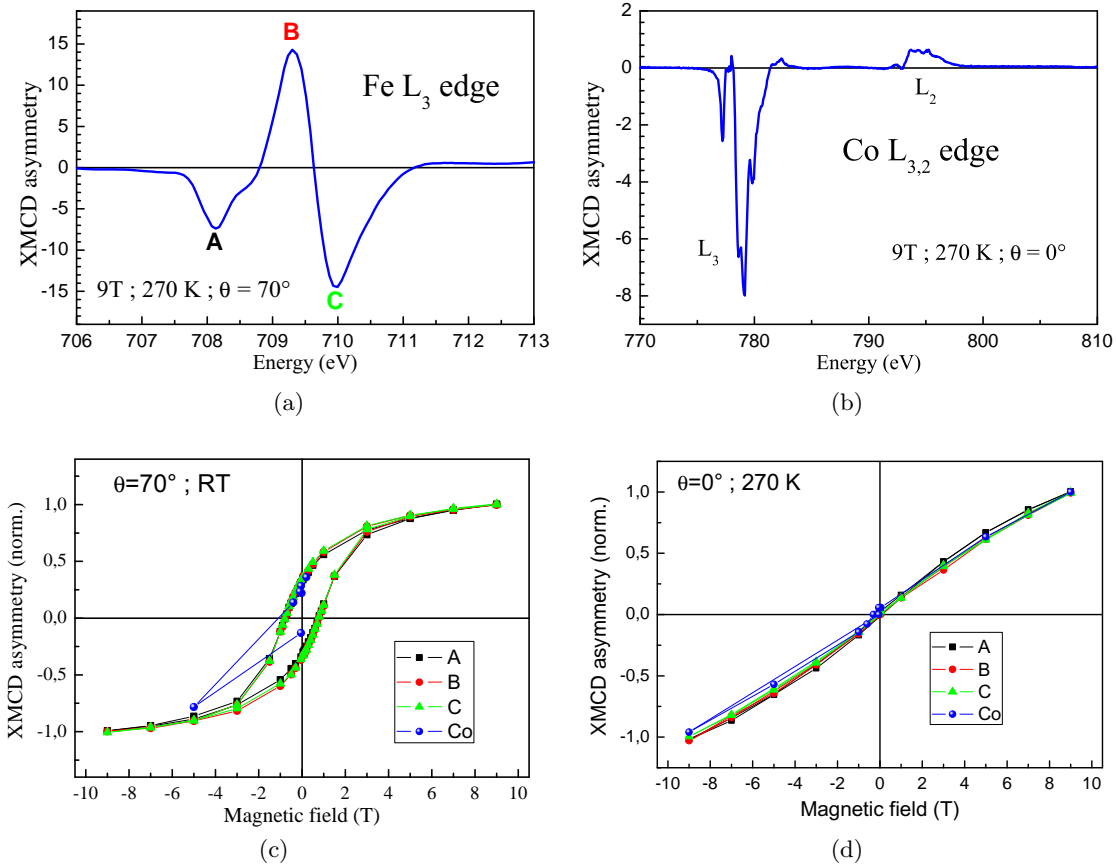 XMCD asymmetry
15
10
5
0
-5
-10
-15
B
Fe L3 edge
A
C
9T ; 270 K ; θ = 70°
706 707 708 709 710 711 712 713
Energy (eV)
(a)
XMCD asymmetry
2
0
-2
-4
-6
-8
L2
Co L3,2 edge
L3
9T ; 270 K ; θ = 0°
770 780 790 800 810
Energy (eV)
(b)
XMCD asymmetry (norm.)
1,0
0,5
0,0
-0,5
-1,0
θ=70° ; RT
A
B
C
Co
-10 -8 -6 -4 -2 0 2 4 6 8 10
Magnetic field (T)
(c)
XMCD asymmetry (norm.)
1,0
0,5
0,0
-0,5
-1,0
θ=0° ; 270 K
A
B
C
Co
-10 -8 -6 -4 -2 0 2 4 6 8 10
Magnetic field (T)
(d)